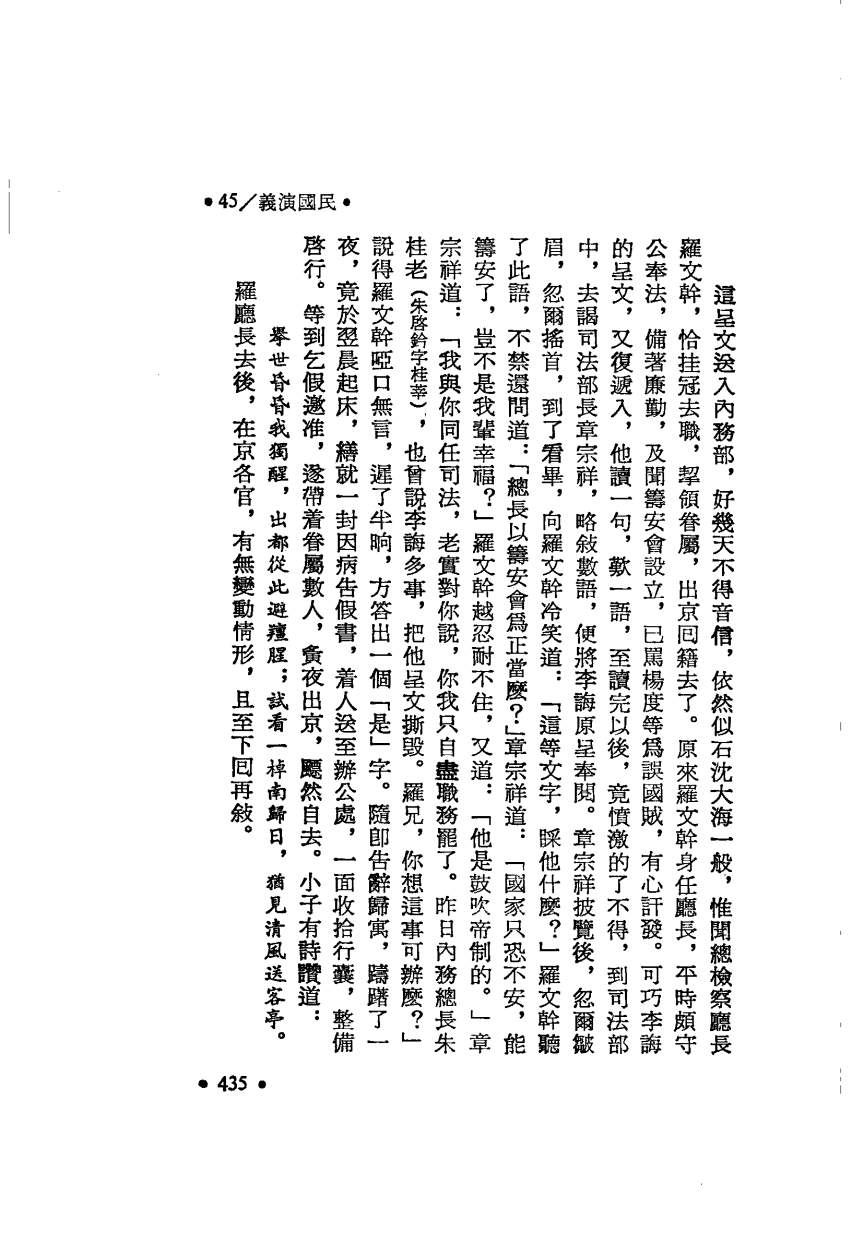 •45／義演國民•
這呈文送入內務部，好幾天不得音信，依然似石沈大海一般，惟聞總檢察廳長
羅文幹，恰挂冠去職，挈領眷屬，出京回籍去了。原來羅文幹身任廳長，平時頗守
公奉法，備著廉勤，及聞籌安會設立，已罵楊度等爲誤國賊，有心訐發。可巧李誨
的呈文，又復遞入，他讀一句，歎一語，至讀完以後，竟憤激的了不得，到司法部
中，去謁司法部長章宗祥，略敍數語，便將李誨原呈奉閱。章宗祥披覽後，忽爾皺
眉，忽爾搖首，到了看畢，向羅文幹冷笑道：「這等文字，睬他什麼？」羅文幹聽
了此語，不禁還問道：「總長以籌安會爲正當麼？」章宗祥道：「國家只恐不安，能
籌安了，豈不是我輩幸福？」羅文幹越忍耐不住，又道：「他是鼓吹帝制的。」章
宗祥道：「我與你同任司法，老實對你說，你我只自盡職務罷了。昨日內務總長朱
桂老（朱啓鈐字桂莘），也曾說李誨多事，把他呈文撕毀。羅兄，你想這事可辦麼？」
說得羅文幹啞口無言，遲了半晌，方答出一個「是」字。隨卽告辭歸寓，躊躇了一
夜，竟於翌晨起床，繕就一封因病告假書，着人送至辦公處，一面收拾行囊，整備
啓行。等到乞假邀准，遂帶着眷屬數人，夤夜出京，飄然自去。小子有詩讚道：
舉世昏昏我獨醒，出都從此避羶腥；試看一棹南歸日，猶見清風送客亭。
羅廳長去後，在京各官，有無變動情形，且至下回再敍。
•435•